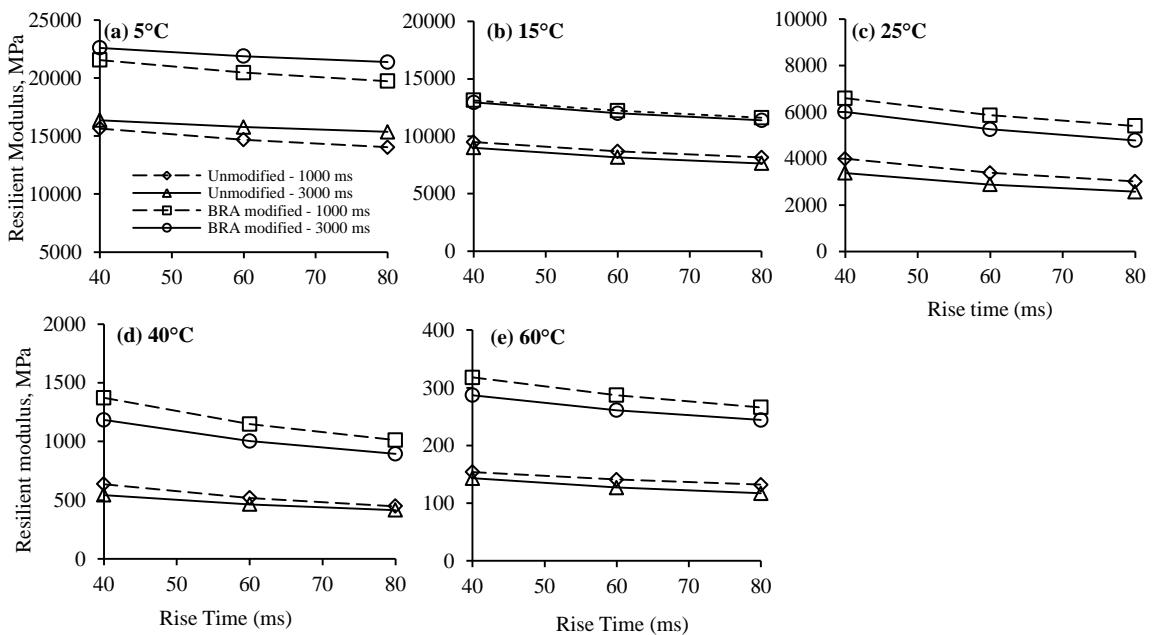 Resilient Modulus, MPa
(a) 5°C
25000
20000
15000
10000
5000
Unmodified - 1000 ms
Unmodified - 3000 ms
BRA modified - 1000 ms
BRA modified - 3000 ms
40 50 60 70 80
(b) 15°C
20000
15000
10000
5000
0
40 50 60 70 80
(c) 25°C
10000
8000
6000
4000
2000
0
40 50 60 70 80
Rise time (ms)
Resilient modulus, MPa
(d) 40°C
2000
1500
1000
500
0
40 50 60 70 80
Rise Time (ms)
(e) 60°C
400
300
200
100
0
40 50 60 70 80
Rise Time (ms)